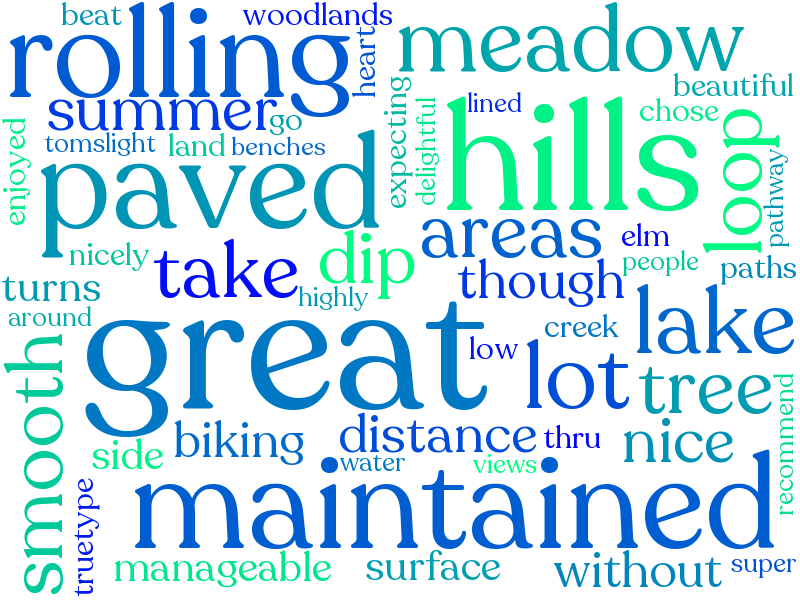 beat
woodlands
rolling
heart
meadow
beautiful
summer
go
expecting
delightful
lined
chose
enjoyed
tomslight
land
benches
paved
hills
loop
pathway
nicely
take
dip
areas
elm
people
paths
though
turns
around
highly
great
creek
low
lake
lot
tree
smooth
side
biking
distance
thru
nice
recommend
water
views
truetype
maintained
manageable
surface
without
super